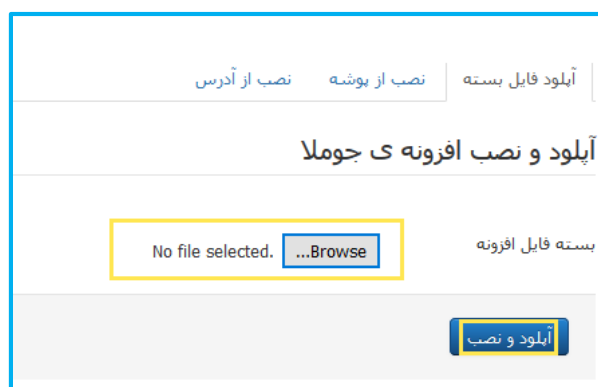 آپلود فایل بسته نصب از پوشه نصب از آدرس
آپلود و نصب افزونه ی جوملا
بسته فایل افزونه Browse... No file selected.
آپلود و نصب